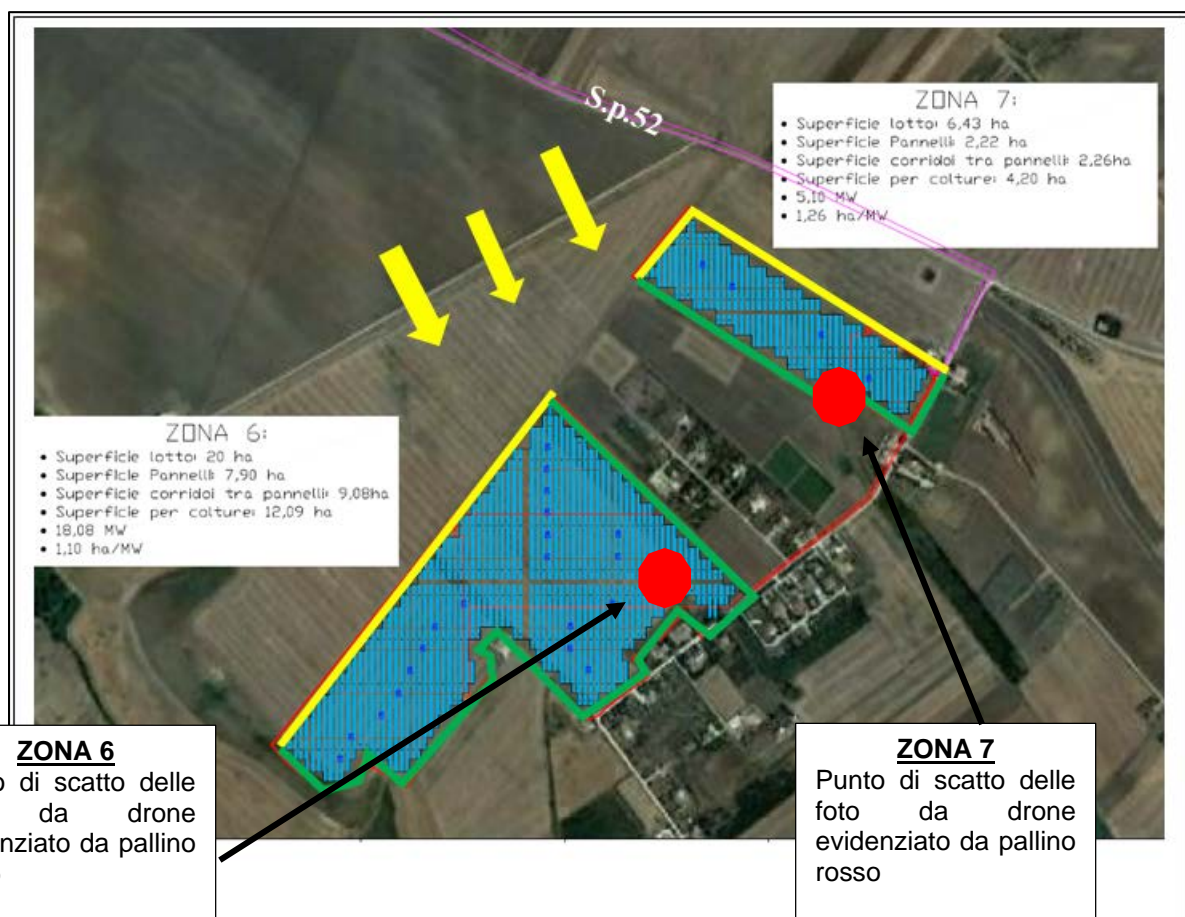 S.p.52
ZONA 7:
• Superficie lotto: 6,43 ha
• Superficie Pannelli: 2,22 ha
• Superficie corridoi tra pannelli: 2,26ha
• Superficie per colture: 4,20 ha
• 5,10 MW
• 1,26 ha/MW
ZONA 6:
• Superficie lotto: 20 ha
• Superficie Pannelli: 7,90 ha
• Superficie corridoi tra pannelli: 9,08ha
• Superficie per colture: 12,09 ha
• 18,08 MW
• 1,10 ha/MW
ZONA 6
di scatto delle
da drone
nziato da pallino
ZONA 7
Punto di scatto delle
foto da drone
evidenziato da pallino
rosso